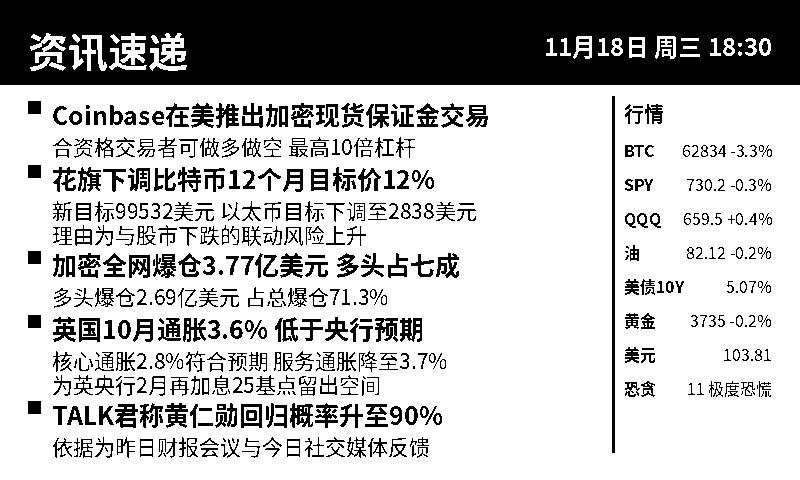 资讯速递
11月18日 周三 18:30
Coinbase在美推出加密现货保证金交易
合资格交易者可做多做空 最高10倍杠杆
花旗下调比特币12个月目标价12%
新目标99532美元 以太币目标下调至2838美元
理由为与股市下跌的联动风险上升
加密全网爆仓3.77亿美元 多头占七成
多头爆仓2.69亿美元 占总爆仓71.3%
英国10月通胀3.6% 低于央行预期
核心通胀2.8%符合预期 服务通胀降至3.7%
为英央行2月再加息25基点留出空间
TALK君称黄仁勋回归概率升至90%
依据为昨日财报会议与今日社交媒体反馈
行情
BTC 62834 -3.3%
SPY 730.2 -0.3%
QQQ 659.5 +0.4%
油 82.12 -0.2%
美债10Y 5.07%
黄金 3735 -0.2%
美元 103.81
恐贪 11 极度恐慌